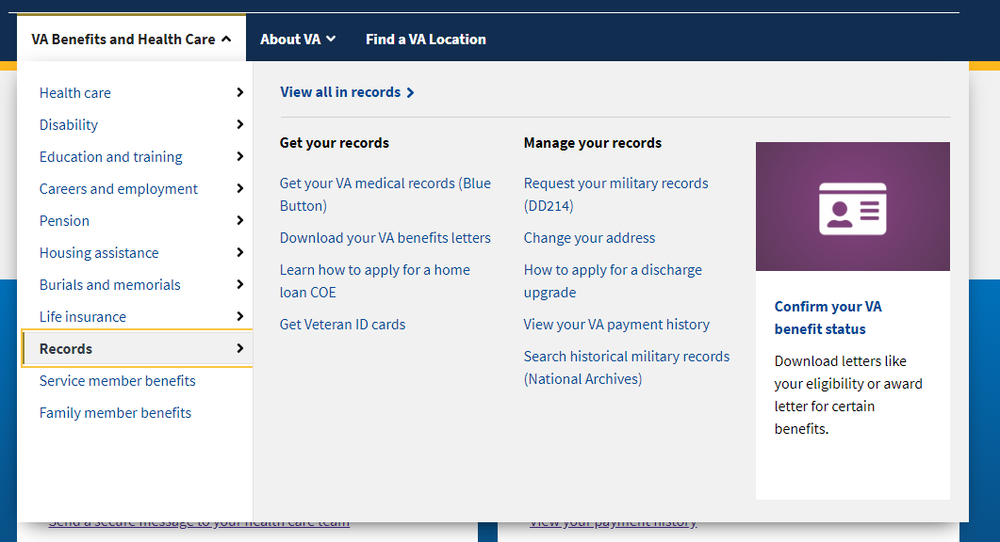 VA Benefits and Health Care
About VA
Find a VA Location
Health care
Disability
Education and training
Careers and employment
Pension
Housing assistance
Burials and memorials
Life insurance
Records
Service member benefits
Family member benefits
View all in records
Get your records
Get your VA medical records (Blue
Button)
Download your VA benefits letters
Learn how to apply for a home
loan COE
Get Veteran ID cards
Manage your records
Request your military records
(DD214)
Change your address
How to apply for a discharge
upgrade
View your VA payment history
Search historical military records
(National Archives)
Confirm your VA
benefit status
Download letters like
your eligibility or award
letter for certain
benefits.
Send a secure message to your health care team
View your payment history